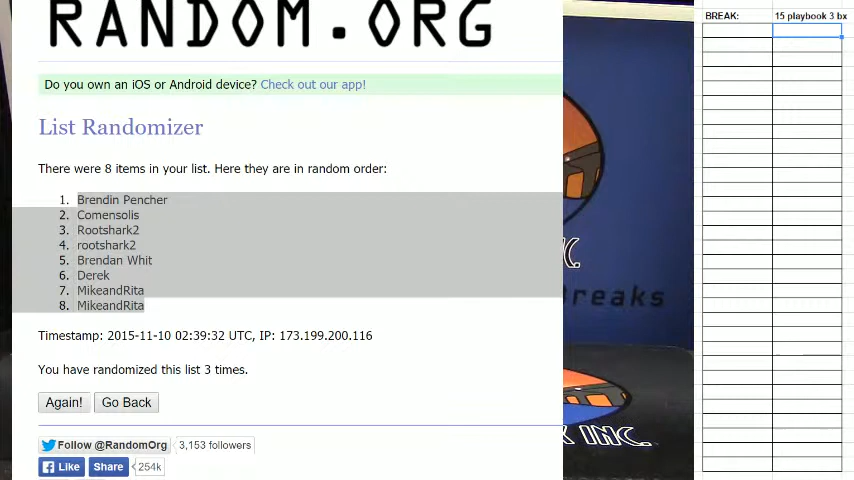 RANDOM.ORG
BREAK: 15 playbook 3 bx
Do you own an iOS or Android device? Check out our app!
List Randomizer
There were 8 items in your list. Here they are in random order:
1. Brendin Pencher
2. Comensolis
3. Rootshark2
4. rootshark2
5. Brendan Whit
6. Derek
7. MikeandRita
8. MikeandRita
Breaks
Timestamp: 2015-11-10 02:39:32 UTC, IP: 173.199.200.116
You have randomized this list 3 times.
Again! Go Back
INC.
Follow @RandomOrg 3,153 followers
Like Share 254k